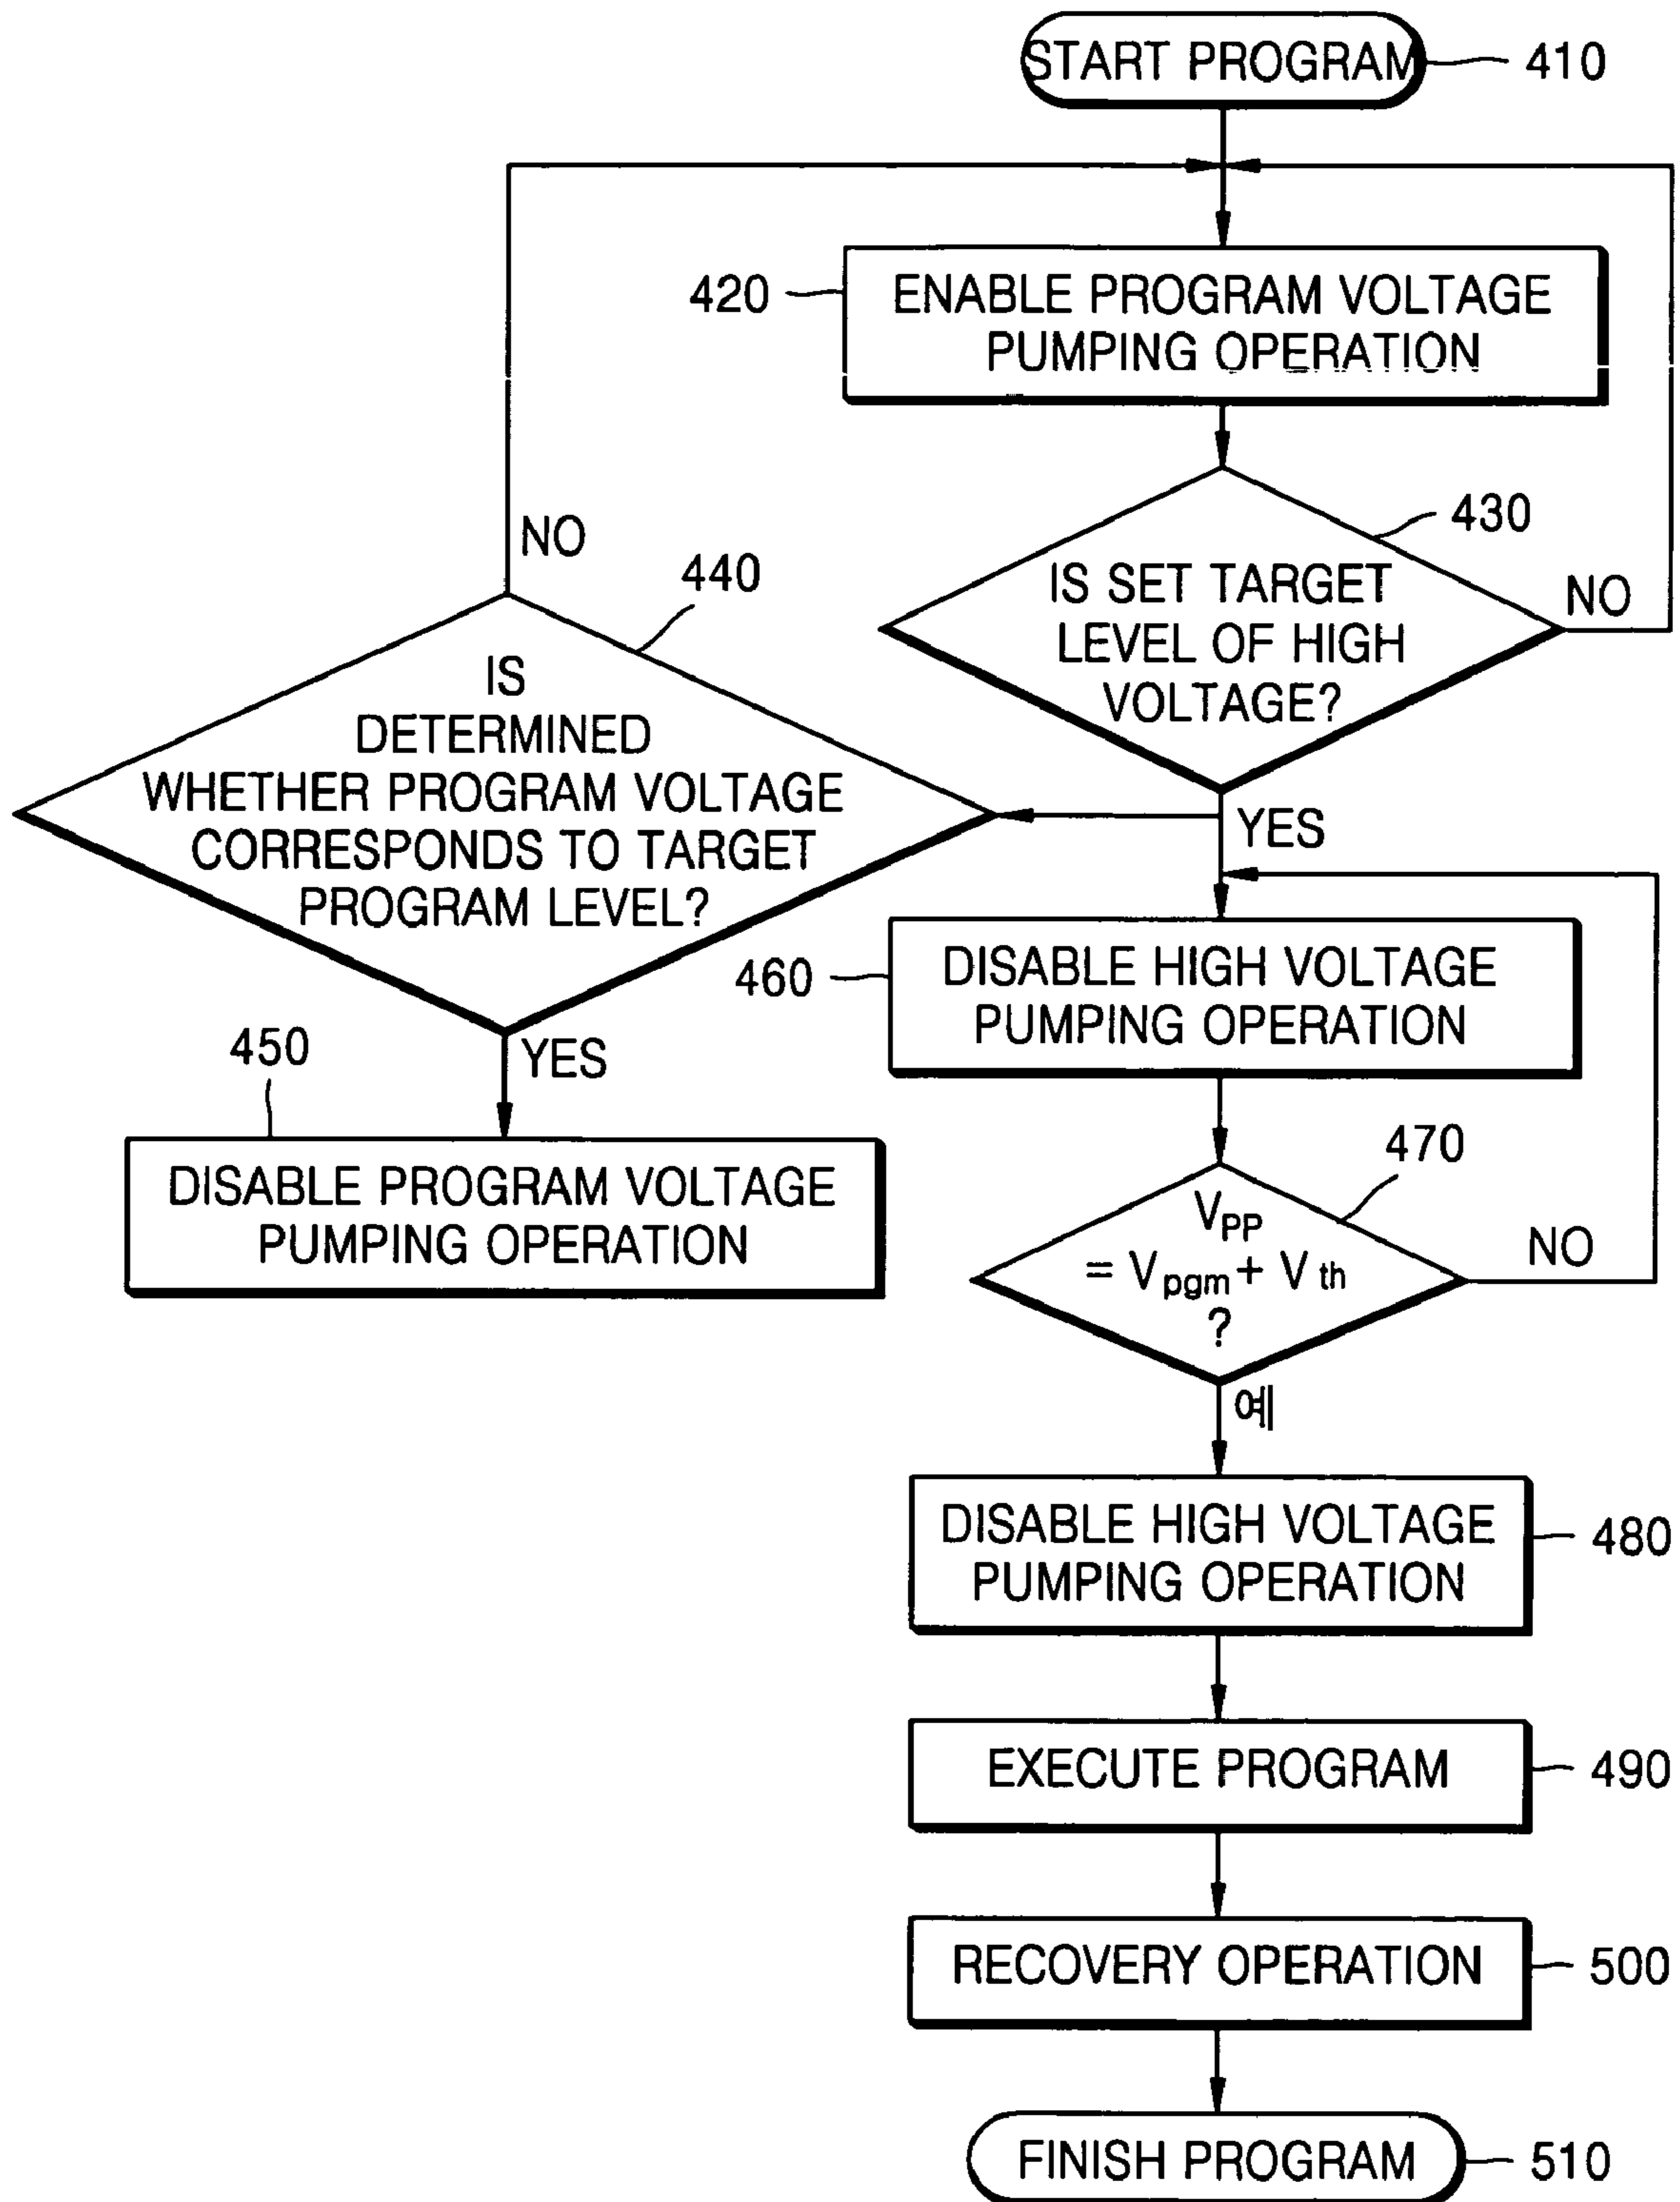 START PROGRAM
410
420
ENABLE PROGRAM VOLTAGE
PUMPING OPERATION
430
IS SET TARGET
LEVEL OF HIGH
VOLTAGE?
NO
YES
NO
440
IS
DETERMINED
WHETHER PROGRAM VOLTAGE
CORRESPONDS TO TARGET
PROGRAM LEVEL?
YES
450
DISABLE PROGRAM VOLTAGE
PUMPING OPERATION
460
DISABLE HIGH VOLTAGE
PUMPING OPERATION
470
VPP
= Vpgm + Vth
?
NO
예
DISABLE HIGH VOLTAGE
PUMPING OPERATION
480
EXECUTE PROGRAM
490
RECOVERY OPERATION
500
FINISH PROGRAM
510